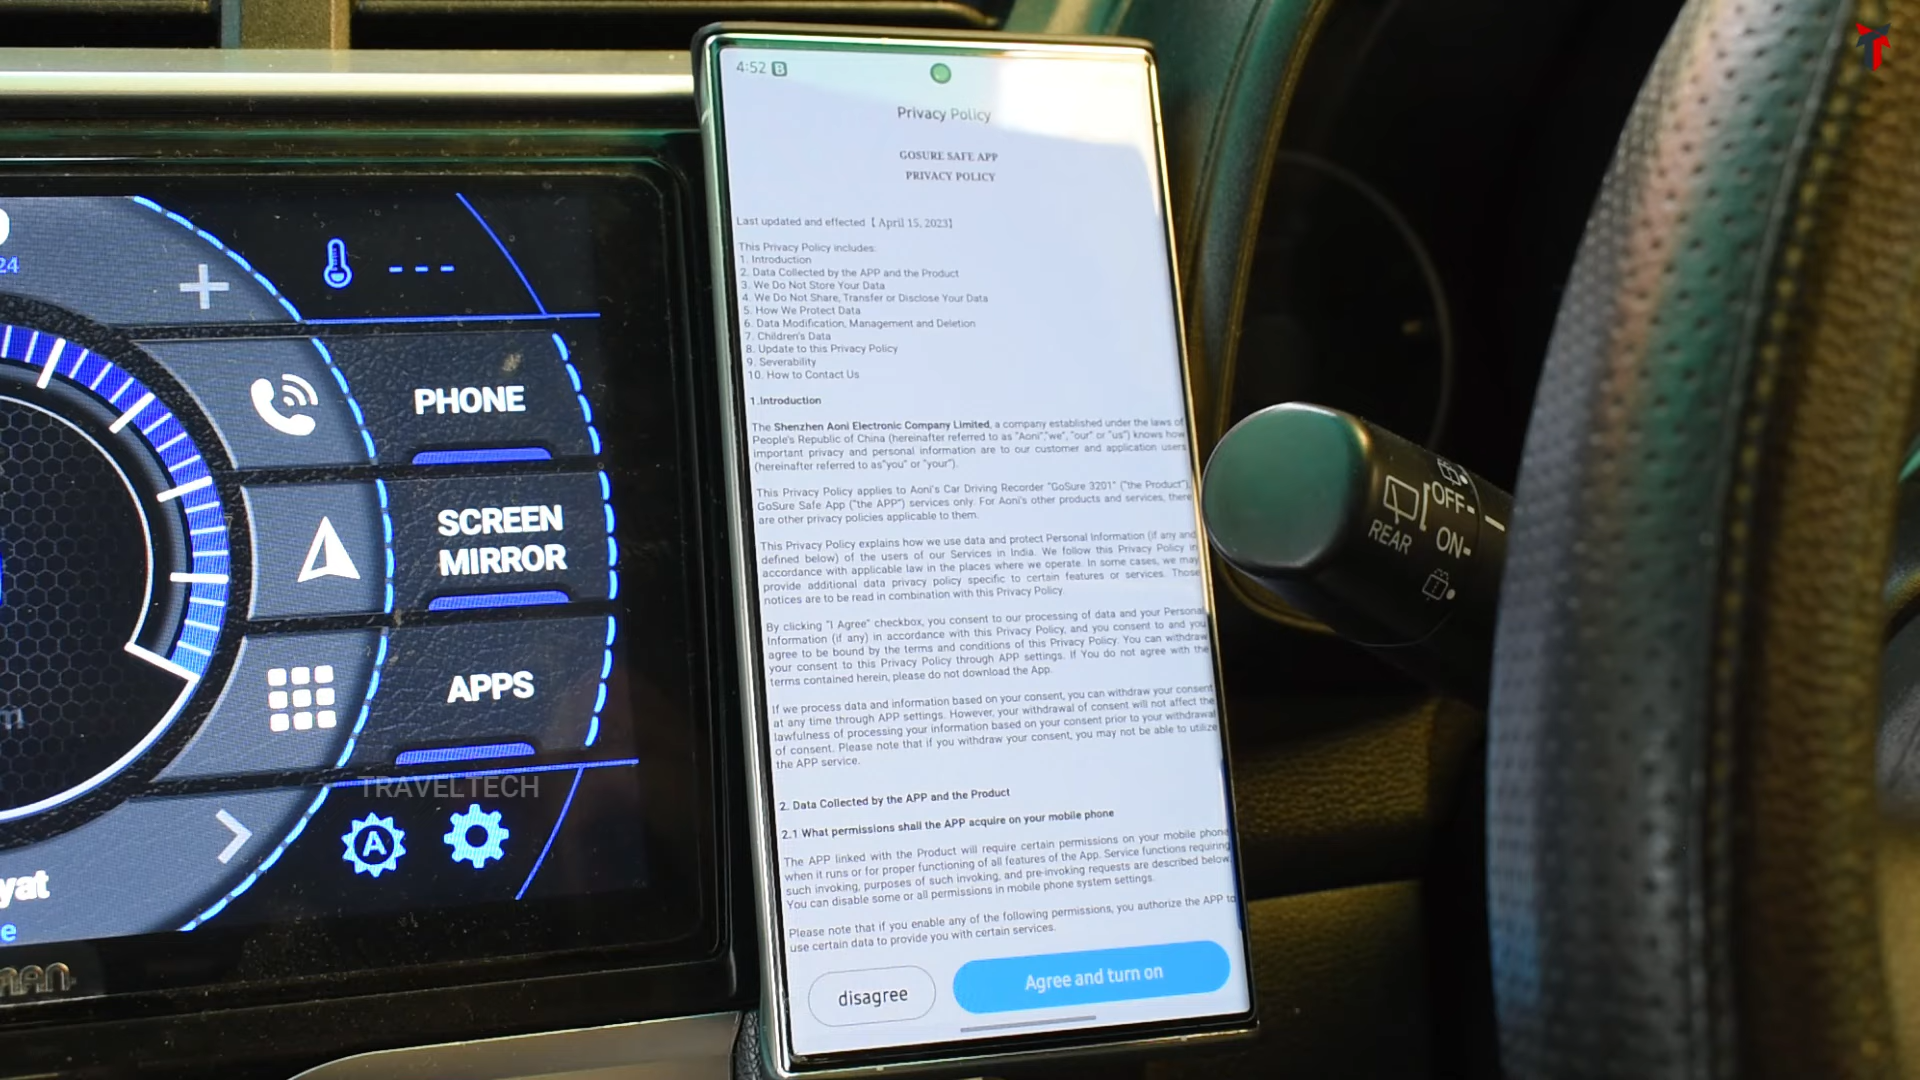 24
PHONE
SCREEN
MIRROR
APPS
TRAVELTECH
A
yat
e
4:52 B
Privacy Policy
GOSURE SAFE APP
PRIVACY POLICY
Last updated and effected【April 15, 2023】
This Privacy Policy includes:
1. Introduction
2. Data Collected by the APP and the Product
3. We Do Not Store Your Data
4. We Do Not Share, Transfer or Disclose Your Data
5. How We Protect Data
6. Data Modification, Management and Deletion
7. Children's Data
8. Update to this Privacy Policy
9. Severability
10. How to Contact Us
1.Introduction
The Shenzhen Aoni Electronic Company Limited, a company established under the laws of
People's Republic of China (hereinafter referred to as "Aoni","we", "our" or "us") knows how
important privacy and personal information are to our customer and application users
(hereinafter referred to as"you" or "your").
This Privacy Policy applies to Aoni's Car Driving Recorder "GoSure 3201" ("the Product"),
GoSure Safe App ("the APP") services only. For Aoni's other products and services, there
are other privacy policies applicable to them.
This Privacy Policy explains how we use data and protect Personal Information (if any and
defined below) of the users of our Services in India. We follow this Privacy Policy in
accordance with applicable law in the places where we operate. In some cases, we may
provide additional data privacy policy specific to certain features or services. Those
notices are to be read in combination with this Privacy Policy.
By clicking "I Agree" checkbox, you consent to our processing of data and your Personal
Information (if any) in accordance with this Privacy Policy, and you consent to and you
agree to be bound by the terms and conditions of this Privacy Policy. You can withdraw
your consent to this Privacy Policy through APP settings. If You do not agree with the
terms contained herein, please do not download the App.
If we process data and information based on your consent, you can withdraw your consent
at any time through APP settings. However, your withdrawal of consent will not affect the
lawfulness of processing your information based on your consent prior to your withdrawal
of consent. Please note that if you withdraw your consent, you may not be able to utilize
the APP service.
2. Data Collected by the APP and the Product
2.1 What permissions shall the APP acquire on your mobile phone
The APP linked with the Product will require certain permissions on your mobile phone
when it runs or for proper functioning of all features of the App. Service functions requiring
such invoking, purposes of such invoking, and pre-invoking requests are described below.
You can disable some or all permissions in mobile phone system settings.
Please note that if you enable any of the following permissions, you authorize the APP to
use certain data to provide you with certain services.
disagree
Agree and turn on
OFF
REAR
ON